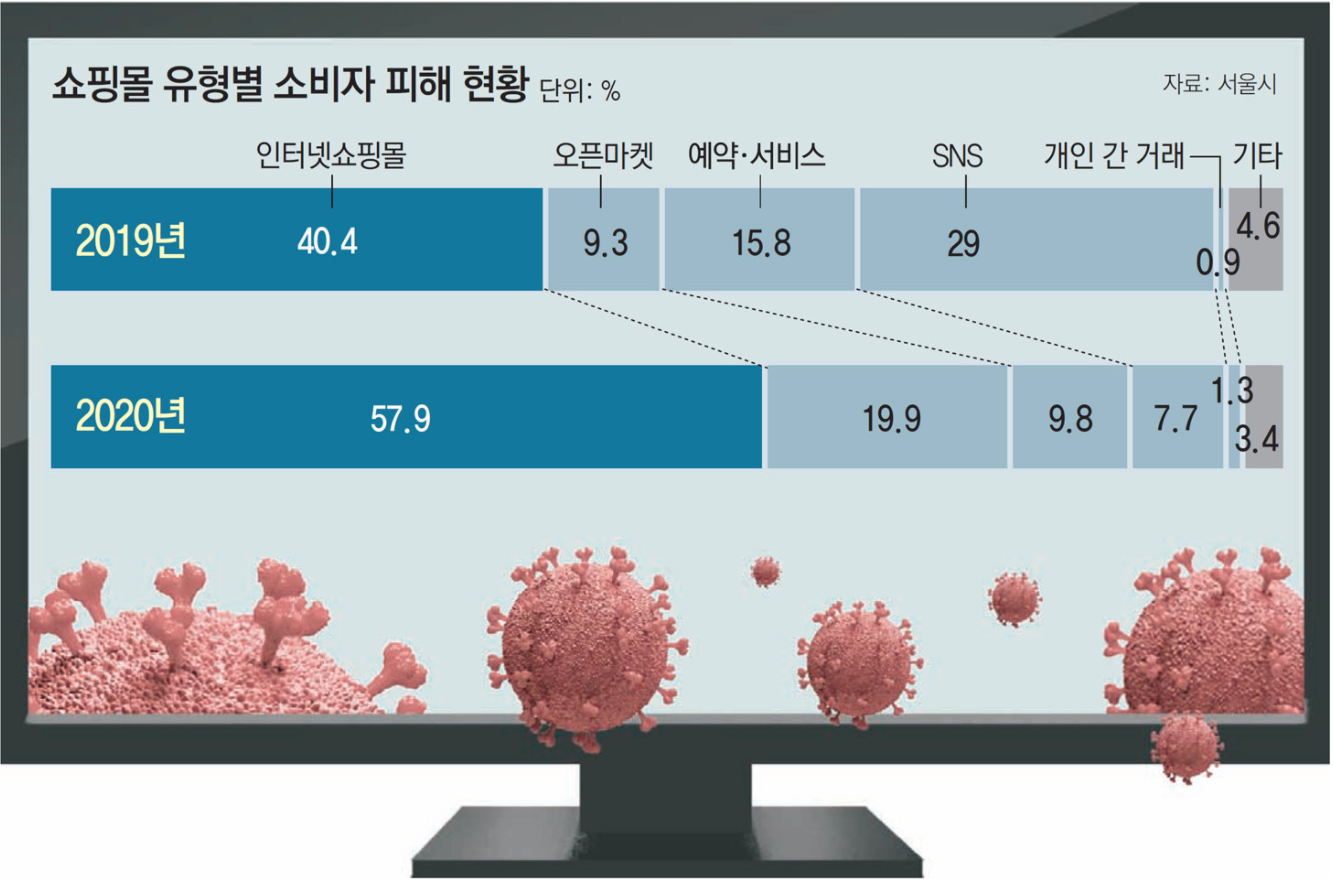 쇼핑몰 유형별 소비자 피해 현황 단위: %
자료: 서울시
인터넷쇼핑몰 오픈마켓 예약·서비스 SNS 개인 간 거래 기타
2019년 40.4 9.3 15.8 29 0.9 4.6
2020년 57.9 19.9 9.8 7.7 1.3 3.4